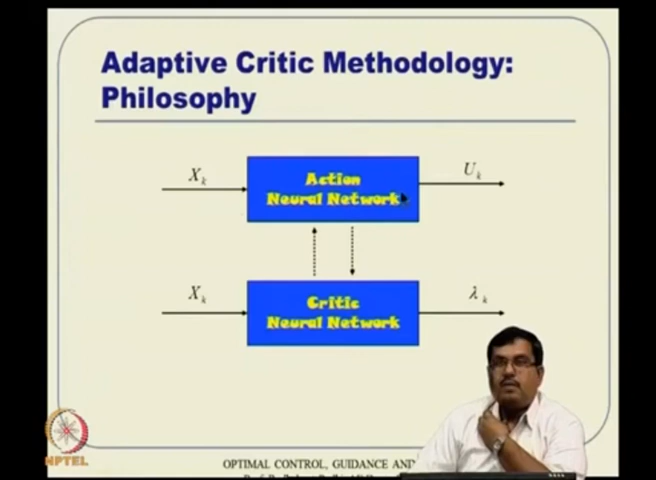 Adaptive Critic Methodology:
Philosophy
X_k
Action
Neural Network
U_k
X_k
Critic
Neural Network
λ_k
NPTEL
OPTIMAL CONTROL, GUIDANCE AND